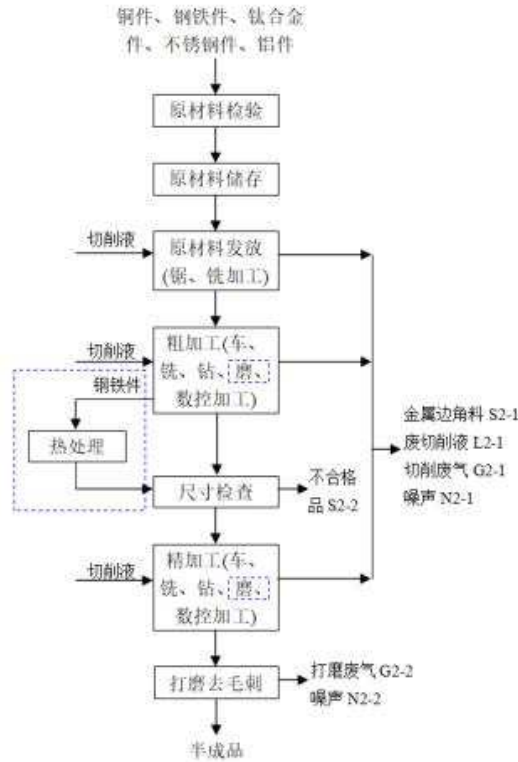 铜件、钢铁件、钛合金
件、不锈钢件、铝件
原材料检验
原材料储存
切削液
原材料发放
(锯、铣加工)
切削液
粗加工(车、
铣、钻、磨、
数控加工)
钢铁件
热处理
金属边角料 S2-1
废切削液 L2-1
切削废气 G2-1
噪声 N2-1
尺寸检查
不合格
品 S2-2
切削液
精加工(车、
铣、钻、磨、
数控加工)
打磨去毛刺
打磨废气 G2-2
噪声 N2-2
半成品